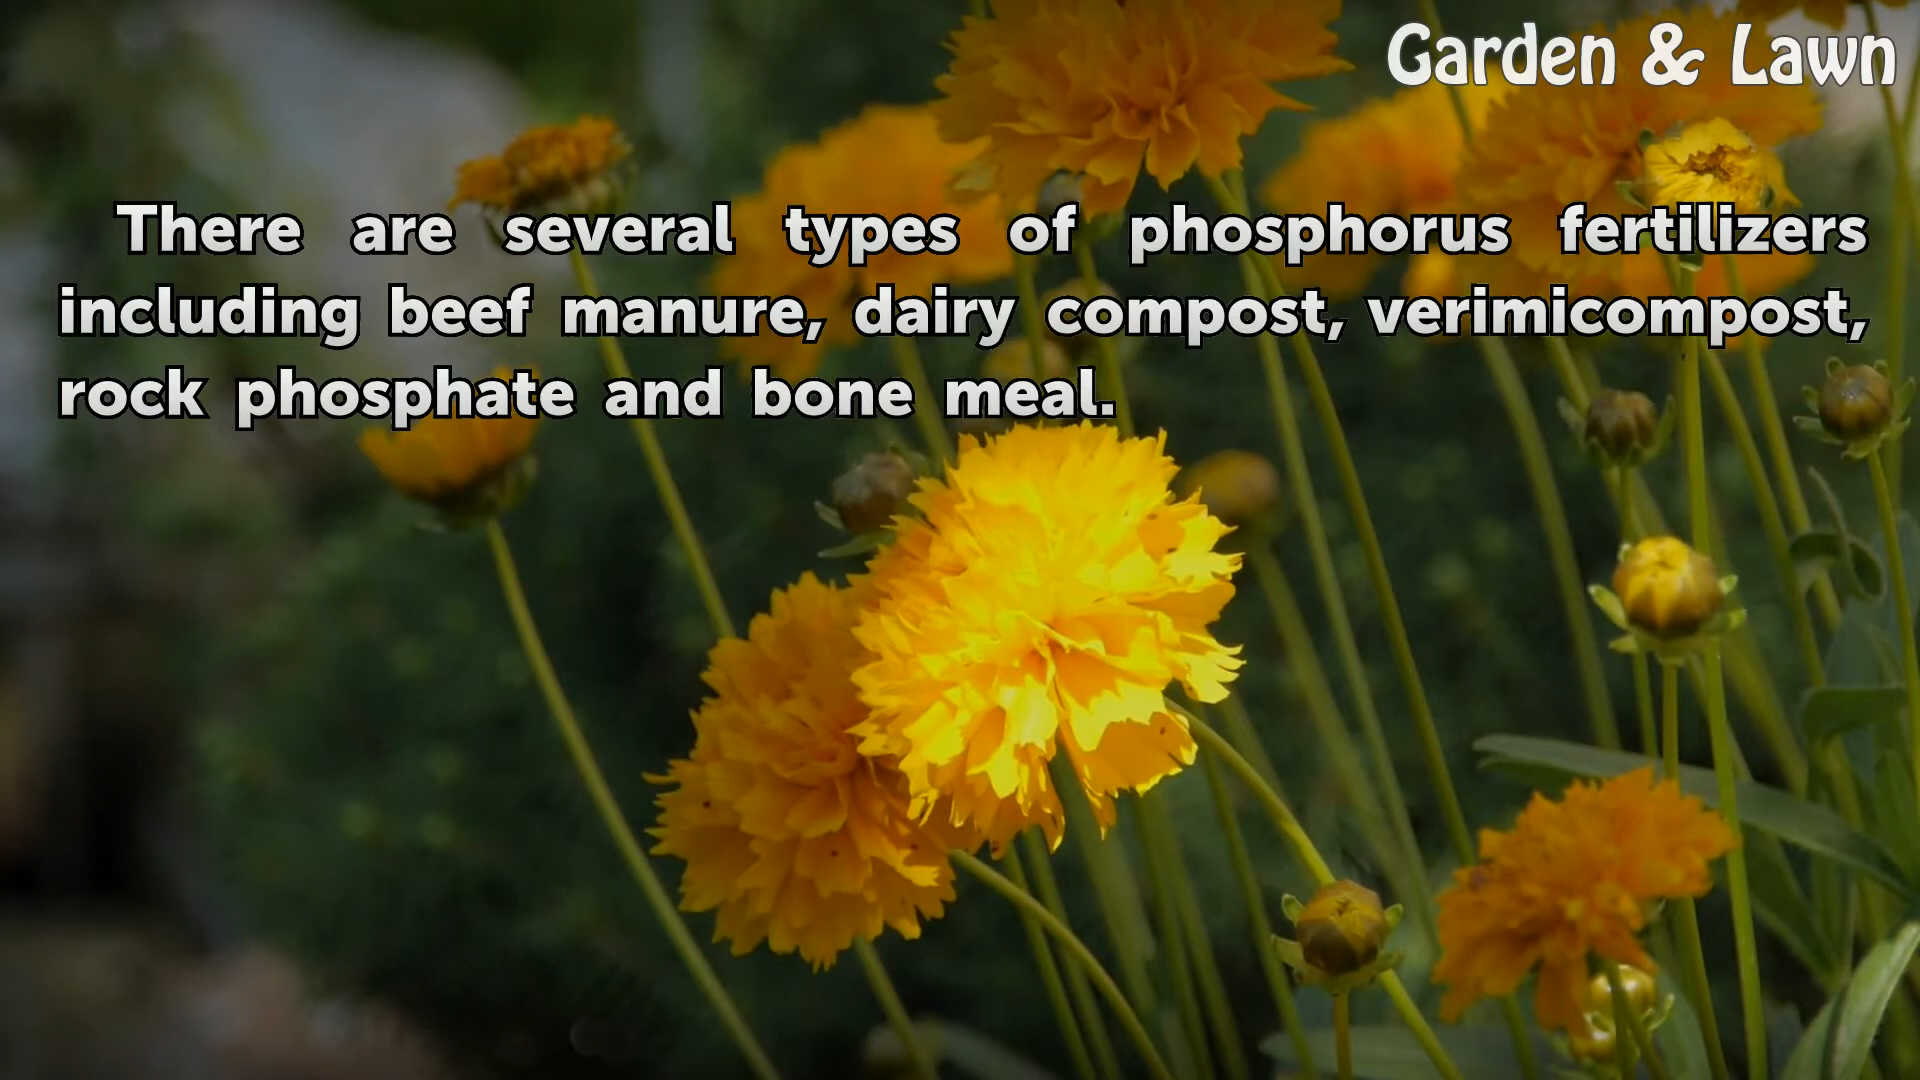 Garden & Lawn
There are several types of phosphorus fertilizers
including beef manure, dairy compost, verimicompost,
rock phosphate and bone meal.